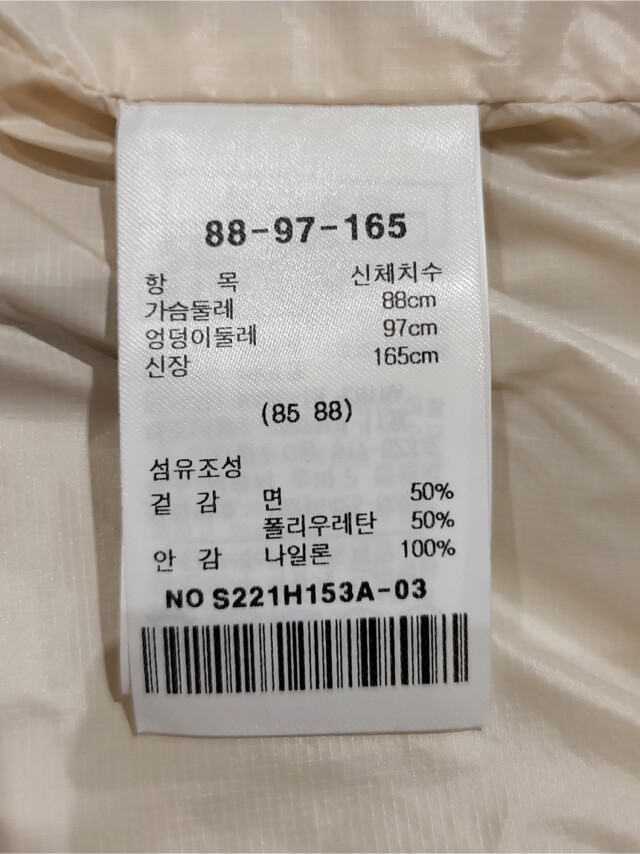 88-97-165
항 목 신체치수
가슴둘레 88cm
엉덩이둘레 97cm
신장 165cm
(85 88)
섬유조성
겉 감 면 50%
폴리우레탄 50%
안 감 나일론 100%
NO S221H153A-03